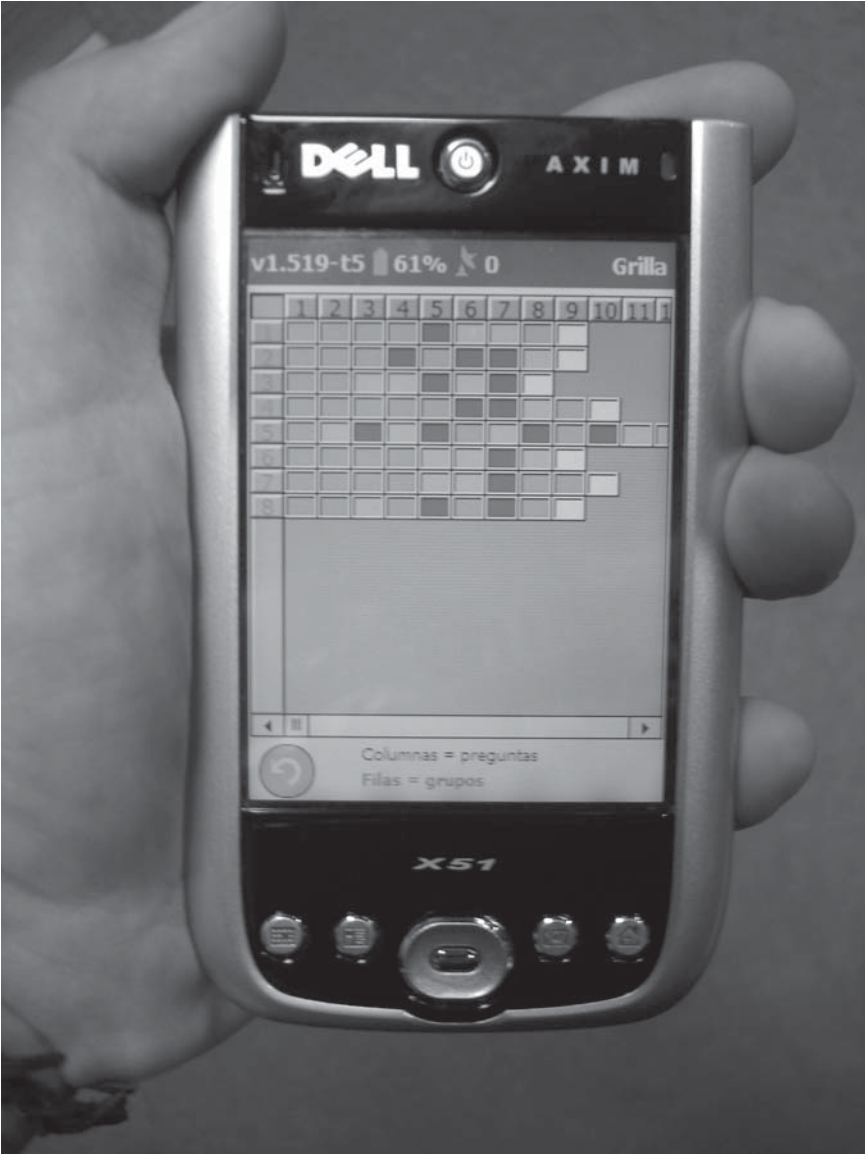 DELL AXIM
v1.519-t5 61% 0 Grilla
1 2 3 4 5 6 7 8 9 10 11 1
1
2
3
4
5
6
7
8
Columnas = preguntas
Filas = grupos
X51